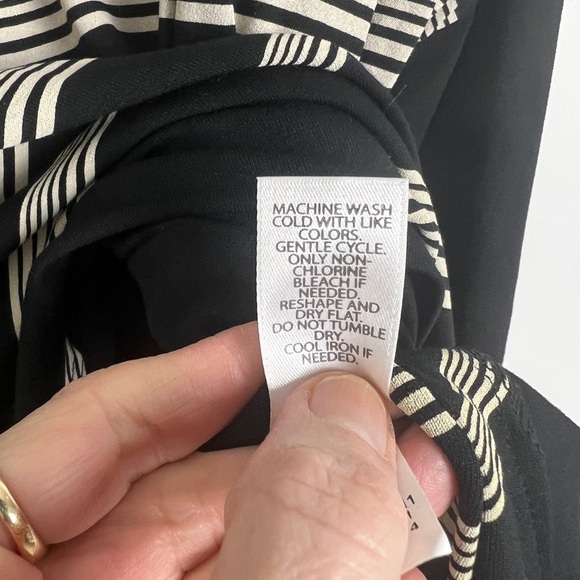 MACHINE WASH
COLD WITH LIKE
COLORS.
GENTLE CYCLE.
ONLY NON-
CHLORINE
BLEACH IF
NEEDED.
RESHAPE AND
DRY FLAT.
DO NOT TUMBLE
DRY.
COOL IRON IF
NEEDED.